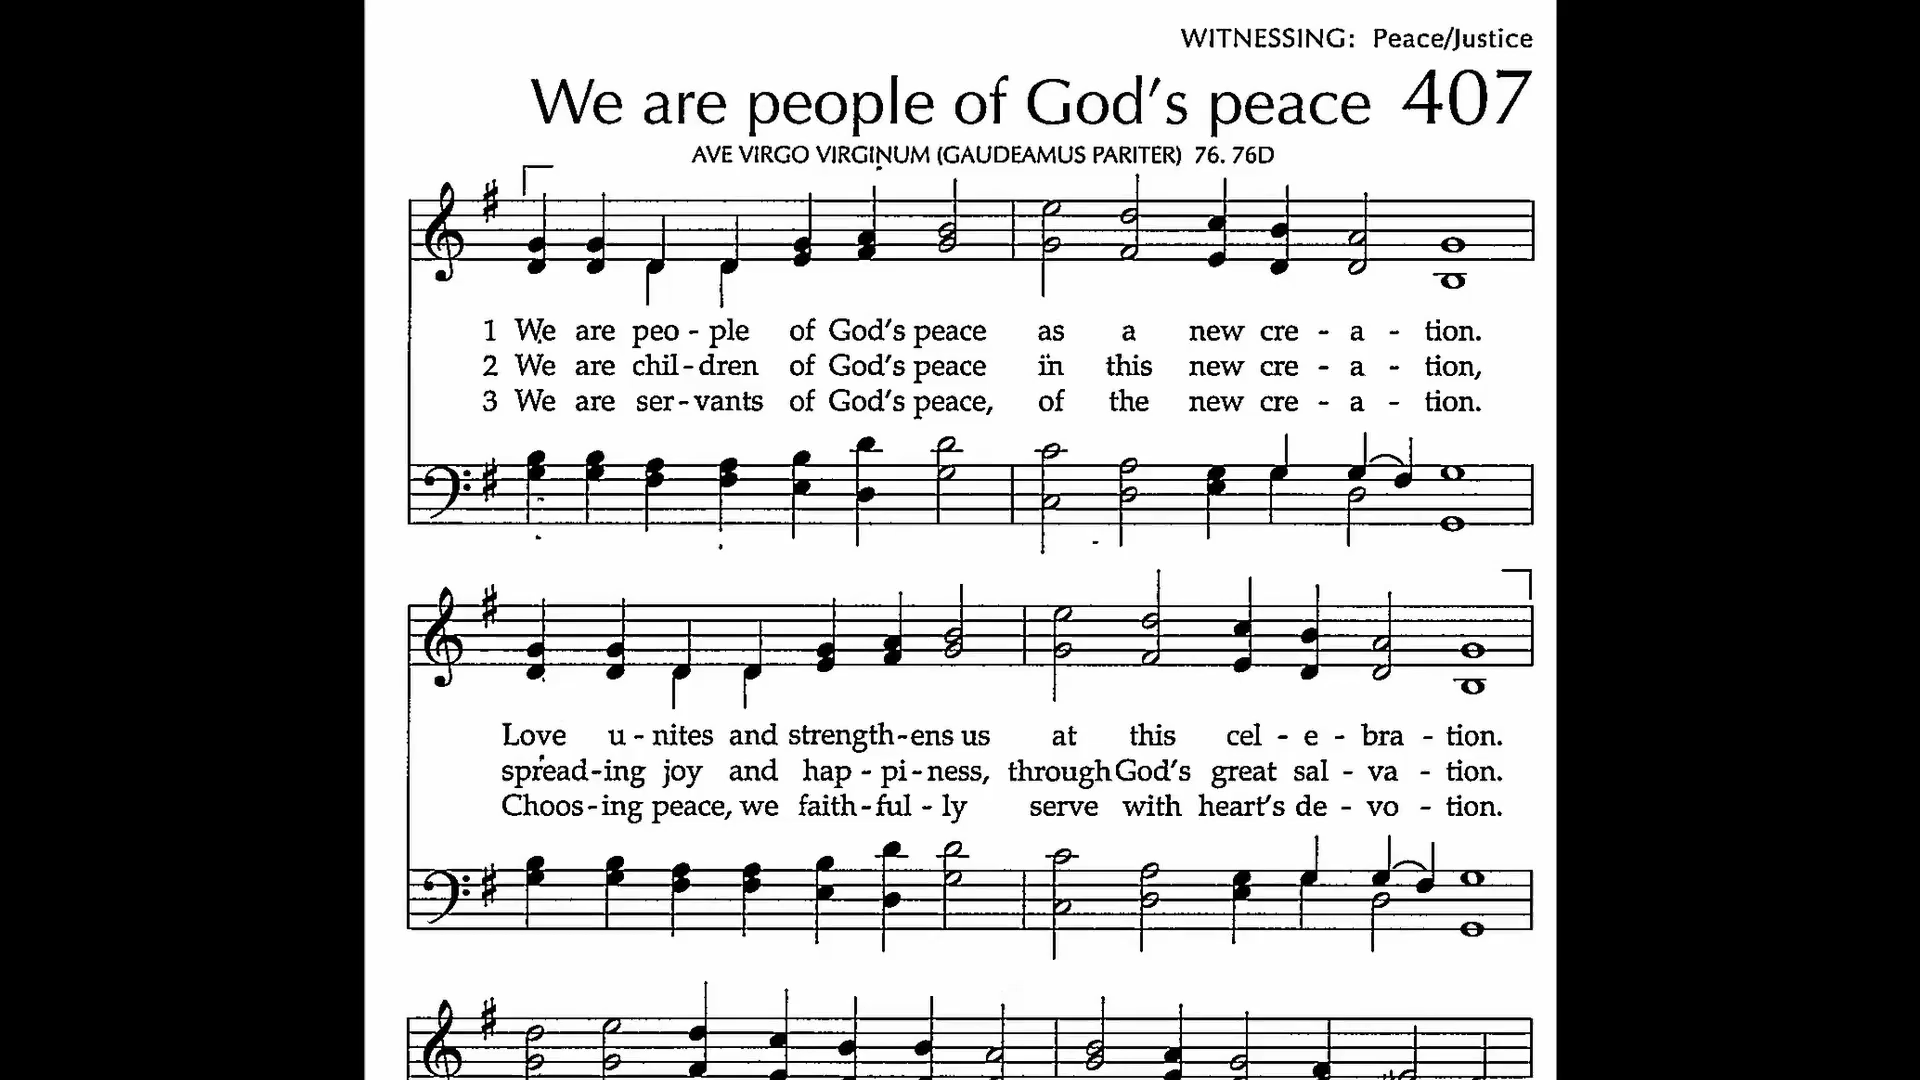 WITNESSING: Peace/Justice
We are people of God's peace 407
AVE VIRGO VIRGINUM (GAUDEAMUS PARITER) 76. 76D
1 We are peo - ple of God's peace as a new cre - a - tion.
2 We are chil - dren of God's peace in this new cre - a - tion,
3 We are ser - vants of God's peace, of the new cre - a - tion.
Love u - nites and strength - ens us at this cel - e - bra - tion.
spread - ing joy and hap - pi - ness, through God's great sal - va - tion.
Choos - ing peace, we faith - ful - ly serve with heart's de - vo - tion.